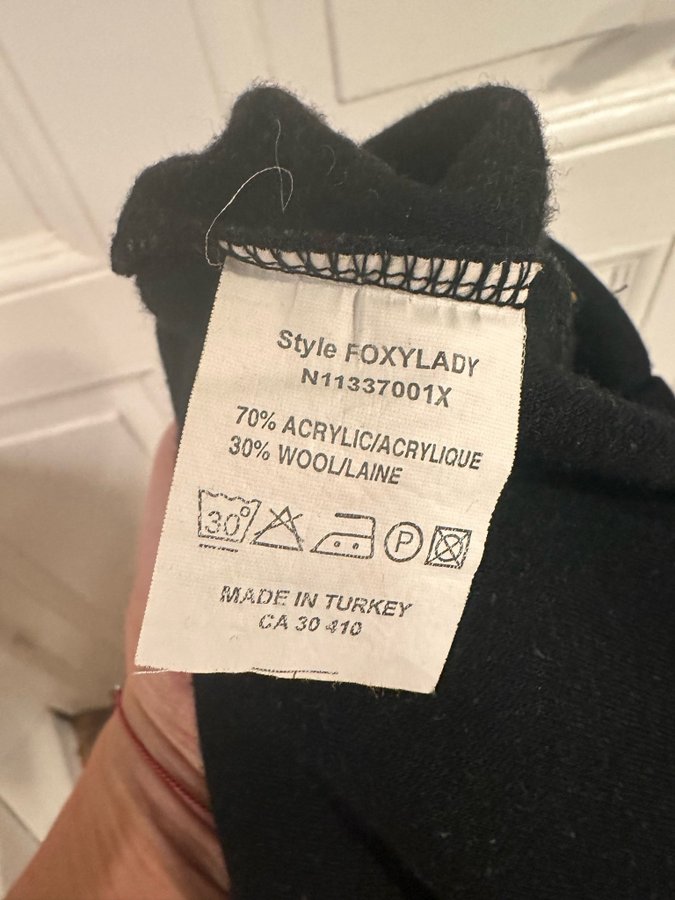 Style FOXYLADY
N11337001X
70% ACRYLIC/ACRYLIQUE
30% WOOL/LAINE
30° P
MADE IN TURKEY
CA 30 410